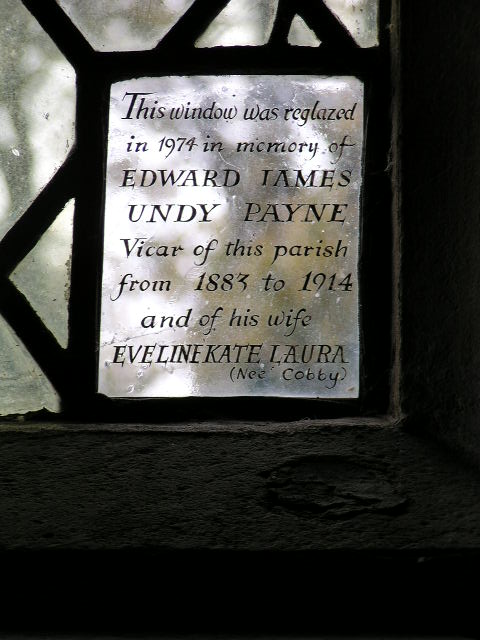 This window was reglazed
in 1974 in memory of
EDWARD IAMES
UNDY PAYNE
Vicar of this parish
from 1883 to 1914
and of his wife
EVELINE KATE LAURA
(Neé Cobby)